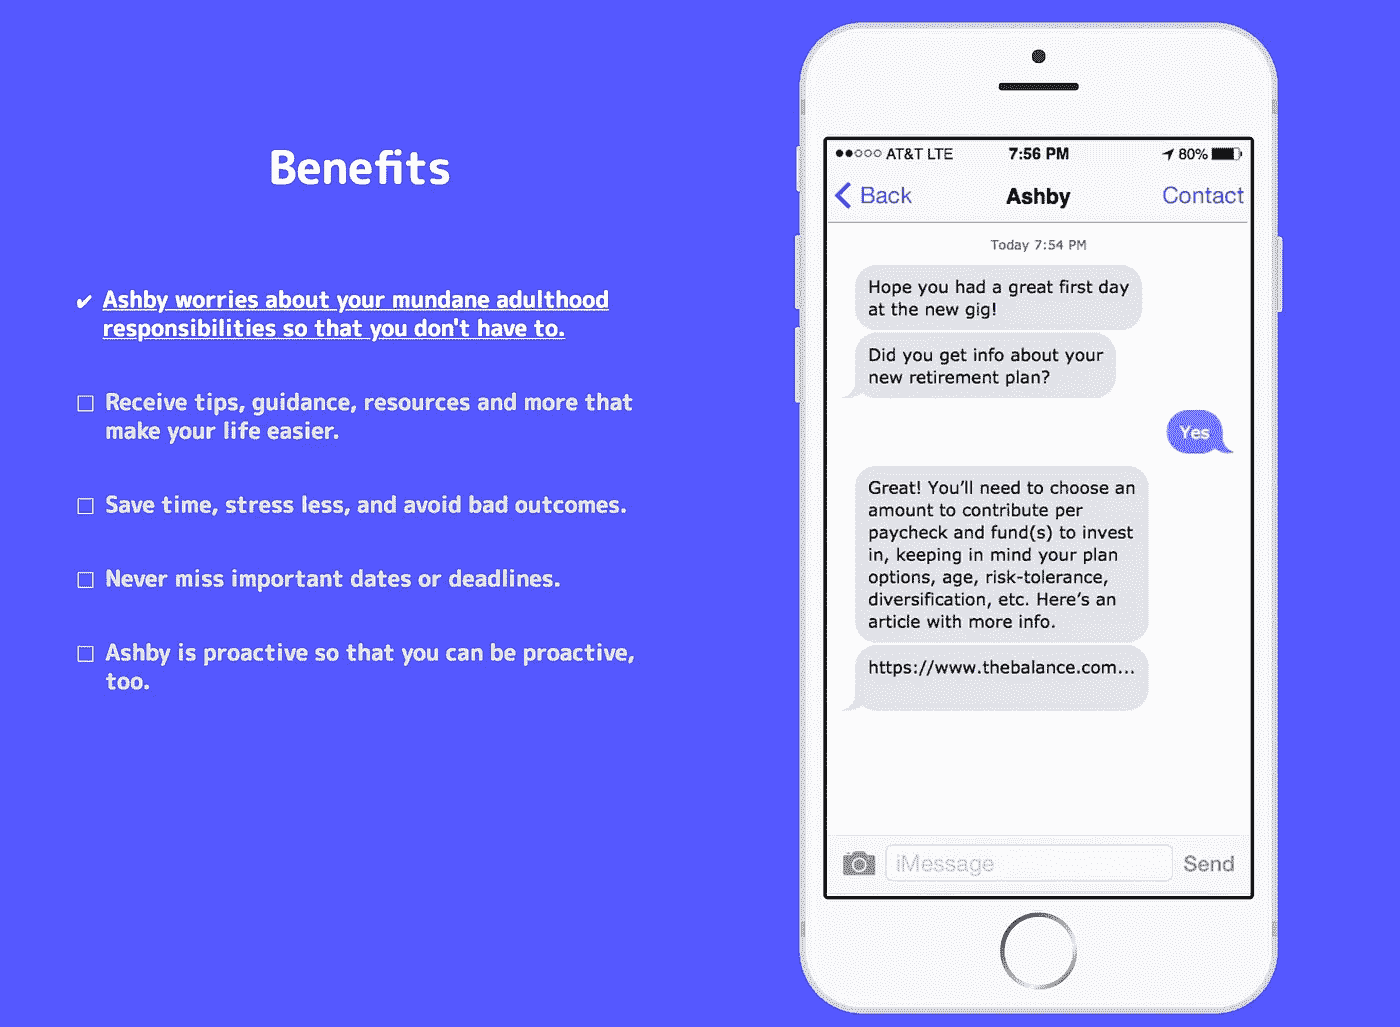 Benefits
✔ Ashby worries about your mundane adulthood
responsibilities so that you don't have to.
☐ Receive tips, guidance, resources and more that
make your life easier.
☐ Save time, stress less, and avoid bad outcomes.
☐ Never miss important dates or deadlines.
☐ Ashby is proactive so that you can be proactive,
too.
AT&T LTE 7:56 PM 80%
Back Ashby Contact
Today 7:54 PM
Hope you had a great first day
at the new gig!
Did you get info about your
new retirement plan?
Yes
Great! You’ll need to choose an
amount to contribute per
paycheck and fund(s) to invest
in, keeping in mind your plan
options, age, risk-tolerance,
diversification, etc. Here’s an
article with more info.
https://www.thebalance.com...
iMessage Send